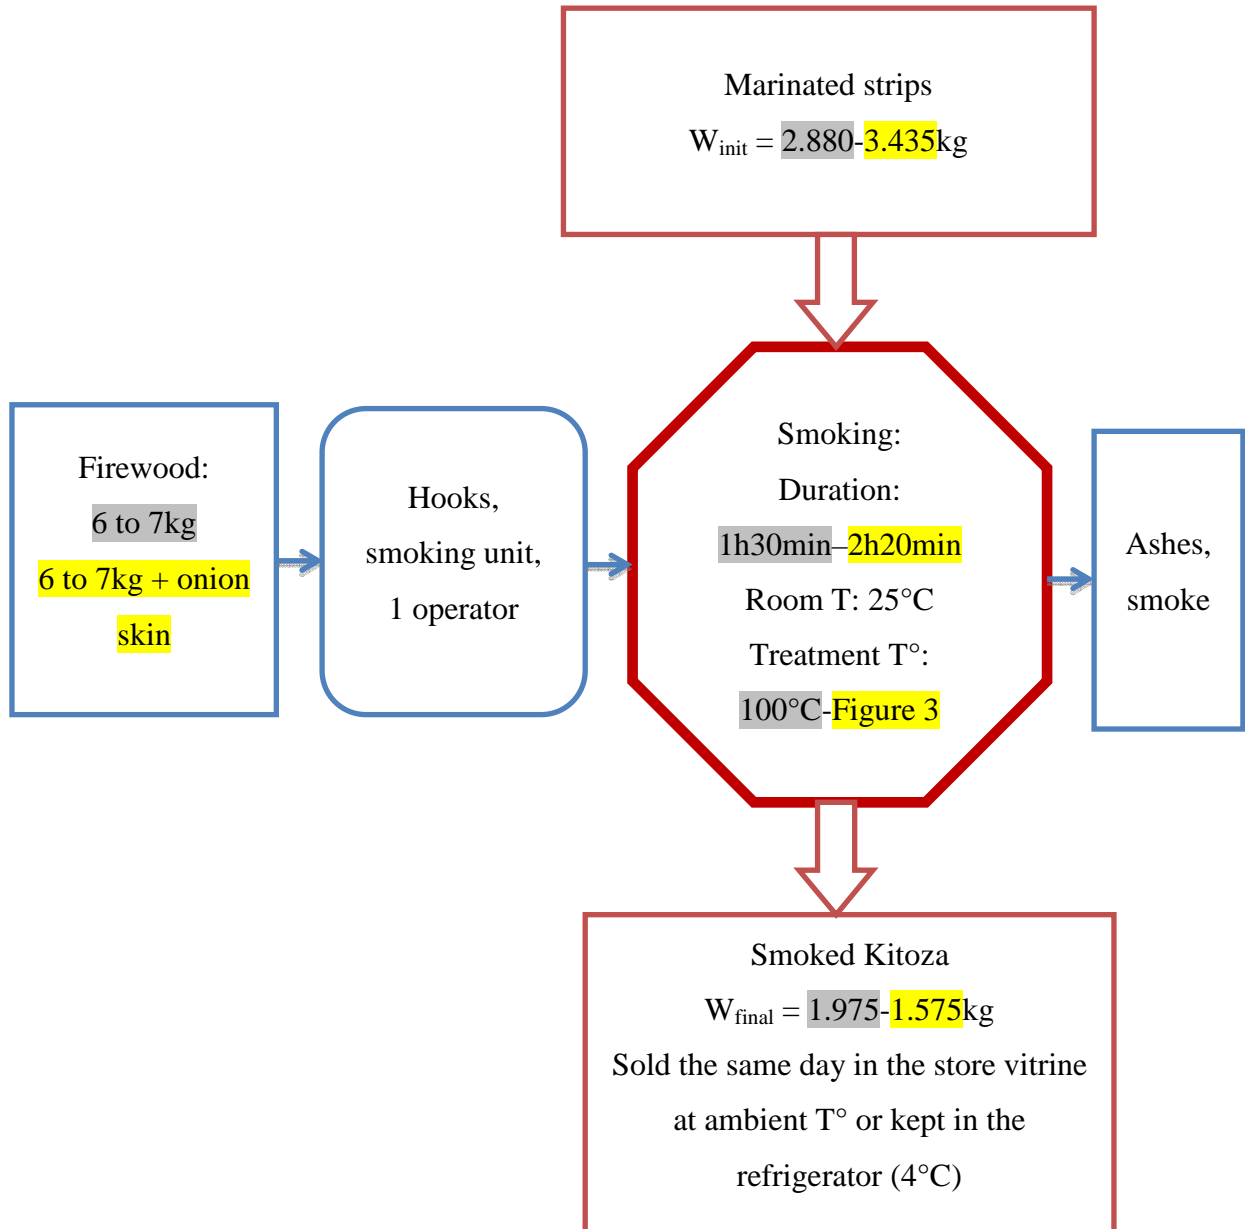 Marinated strips
Winit = 2.880-3.435kg
Firewood:
6 to 7kg
6 to 7kg + onion
skin
Hooks,
smoking unit,
1 operator
Smoking:
Duration:
1h30min–2h20min
Room T: 25°C
Treatment T°:
100°C-Figure 3
Ashes,
smoke
Smoked Kitoza
Wfinal = 1.975-1.575kg
Sold the same day in the store vitrine
at ambient T° or kept in the
refrigerator (4°C)